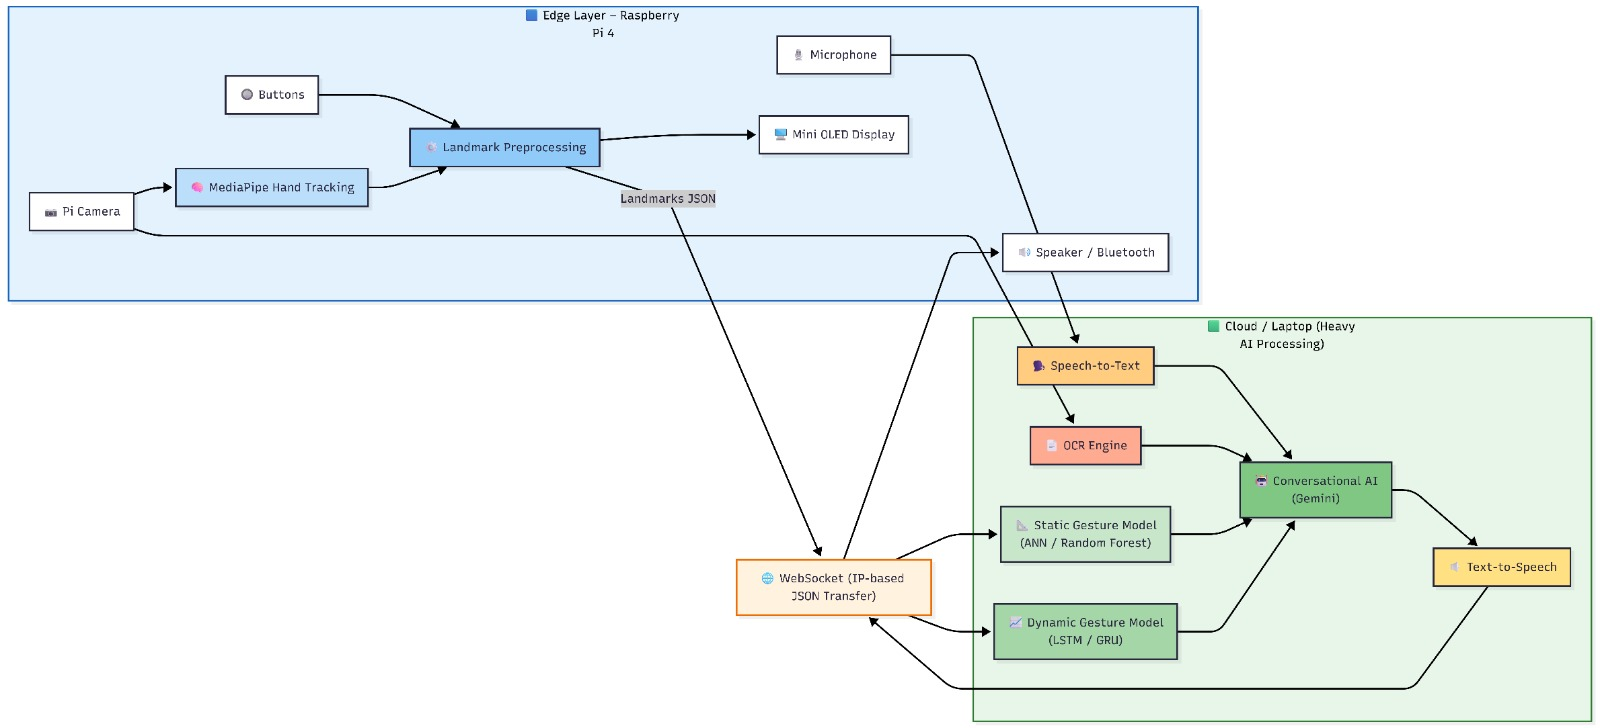 Edge Layer – Raspberry
Pi 4
Microphone
Buttons
Mini OLED Display
Landmark Preprocessing
MediaPipe Hand Tracking
Landmarks JSON
Pi Camera
Speaker / Bluetooth
Cloud / Laptop (Heavy
AI Processing)
Speech-to-Text
OCR Engine
Conversational AI
(Gemini)
Static Gesture Model
(ANN / Random Forest)
Text-to-Speech
WebSocket (IP-based
JSON Transfer)
Dynamic Gesture Model
(LSTM / GRU)